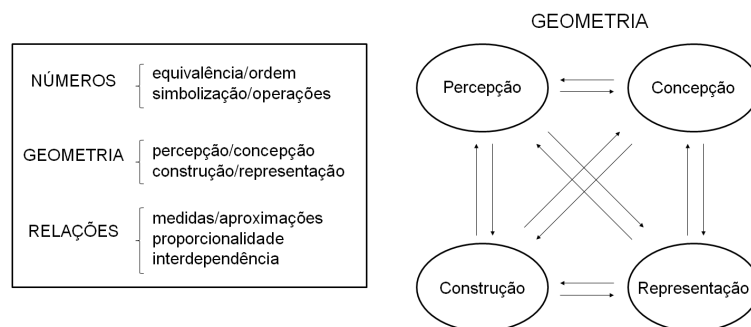 NÚMEROS
equivalência/ordem
simbolização/operações
GEOMETRIA
percepção/concepção
construção/representação
RELAÇÕES
medidas/aproximações
proporcionalidade
interdependência
GEOMETRIA
Percepção
Concepção
Construção
Representação